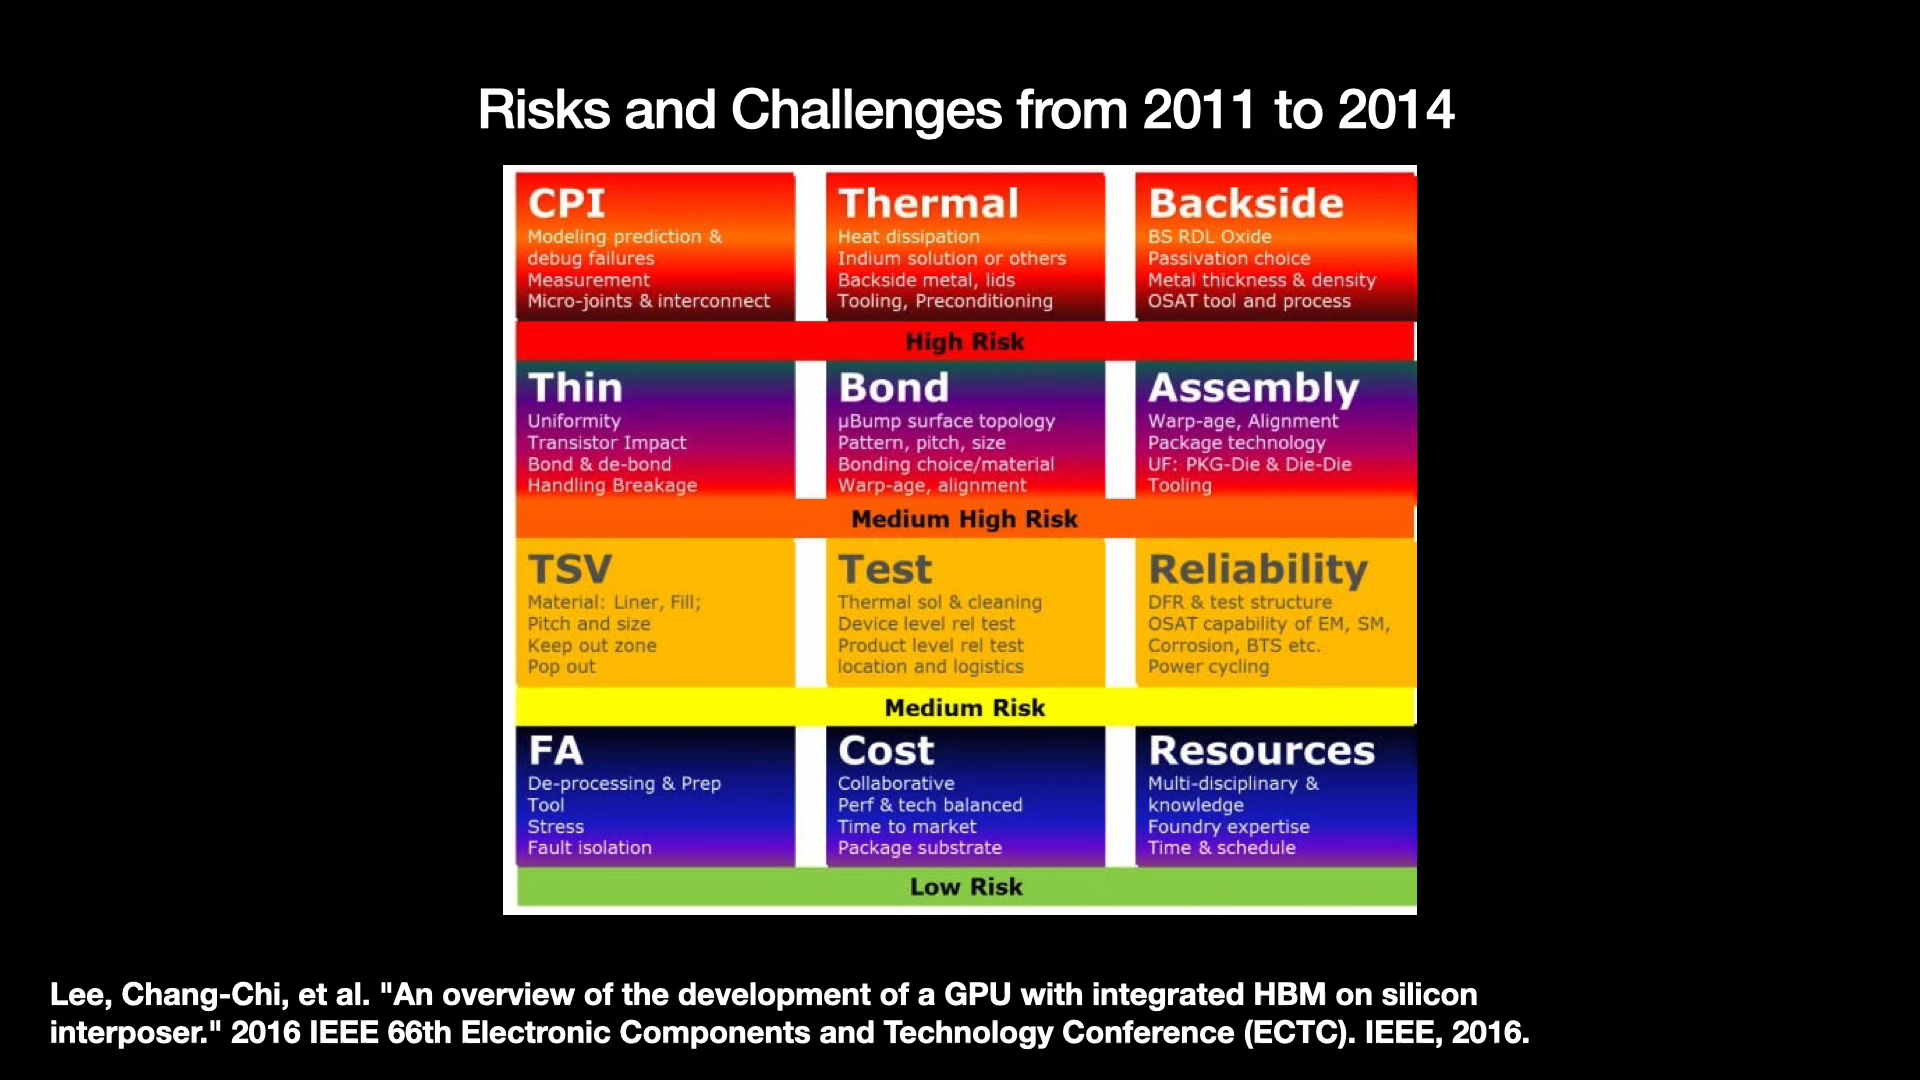 Risks and Challenges from 2011 to 2014
CPI
Modeling prediction &
debug failures
Measurement
Micro-joints & interconnect
Thermal
Heat dissipation
Indium solution or others
Backside metal, lids
Tooling, Preconditioning
Backside
BS RDL Oxide
Passivation choice
Metal thickness & density
OSAT tool and process
High Risk
Thin
Uniformity
Transistor Impact
Bond & de-bond
Handling Breakage
Bond
µBump surface topology
Pattern, pitch, size
Bonding choice/material
Warp-age, alignment
Assembly
Warp-age, Alignment
Package technology
UF: PKG-Die & Die-Die
Tooling
Medium High Risk
TSV
Material: Liner, Fill;
Pitch and size
Keep out zone
Pop out
Test
Thermal sol & cleaning
Device level rel test
Product level rel test
location and logistics
Reliability
DFR & test structure
OSAT capability of EM, SM,
Corrosion, BTS etc.
Power cycling
Medium Risk
FA
De-processing & Prep
Tool
Stress
Fault isolation
Cost
Collaborative
Perf & tech balanced
Time to market
Package substrate
Resources
Multi-disciplinary &
knowledge
Foundry expertise
Time & schedule
Low Risk
Lee, Chang-Chi, et al. "An overview of the development of a GPU with integrated HBM on silicon
interposer." 2016 IEEE 66th Electronic Components and Technology Conference (ECTC). IEEE, 2016.